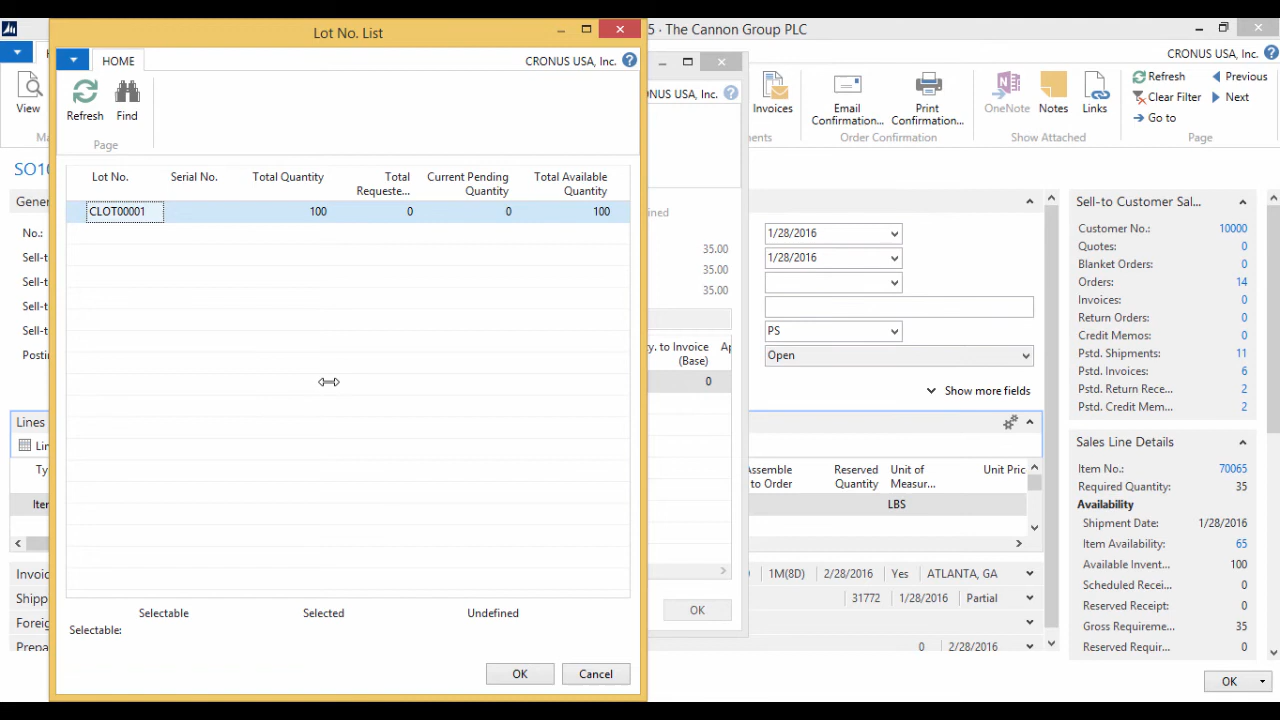 Lot No. List
5 · The Cannon Group PLC
HOME
CRONUS USA, Inc.
Refresh
Find
Page
Lot No.
Serial No.
Total Quantity
Total Requeste...
Current Pending Quantity
Total Available Quantity
CLOT00001
100
0
0
100
Selectable
Selected
Undefined
Selectable:
OK
Cancel
View
Ma
SO10
Gener
No.:
Sell-t
Sell-t
Sell-t
Sell-t
Postin
Lines
Lin
Ty
Iter
Invoic
Shipp
Foreig
Prepa
NUS USA, Inc.
ined
35.00
35.00
35.00
y. to Invoice (Base)
Ap
0
OK
CRONUS USA, Inc.
Invoices
ents
Email Confirmation...
Print Confirmation...
Order Confirmation
OneNote
Notes
Links
Show Attached
Refresh
Clear Filter
Go to
Previous
Next
Page
1/28/2016
1/28/2016
PS
Open
Show more fields
Assemble to Order
Reserved Quantity
Unit of Measur...
Unit Pric
LBS
1M(8D)
2/28/2016
Yes
ATLANTA, GA
31772
1/28/2016
Partial
0
2/28/2016
Sell-to Customer Sal...
Customer No.: 10000
Quotes: 0
Blanket Orders: 0
Orders: 14
Invoices: 0
Return Orders: 0
Credit Memos: 0
Pstd. Shipments: 11
Pstd. Invoices: 6
Pstd. Return Rece... 2
Pstd. Credit Mem... 2
Sales Line Details
Item No.: 70065
Required Quantity: 35
Availability
Shipment Date: 1/28/2016
Item Availability: 65
Available Invent... 100
Scheduled Recei... 0
Reserved Receipt: 0
Gross Requireme... 35
Reserved Requir... 0
OK